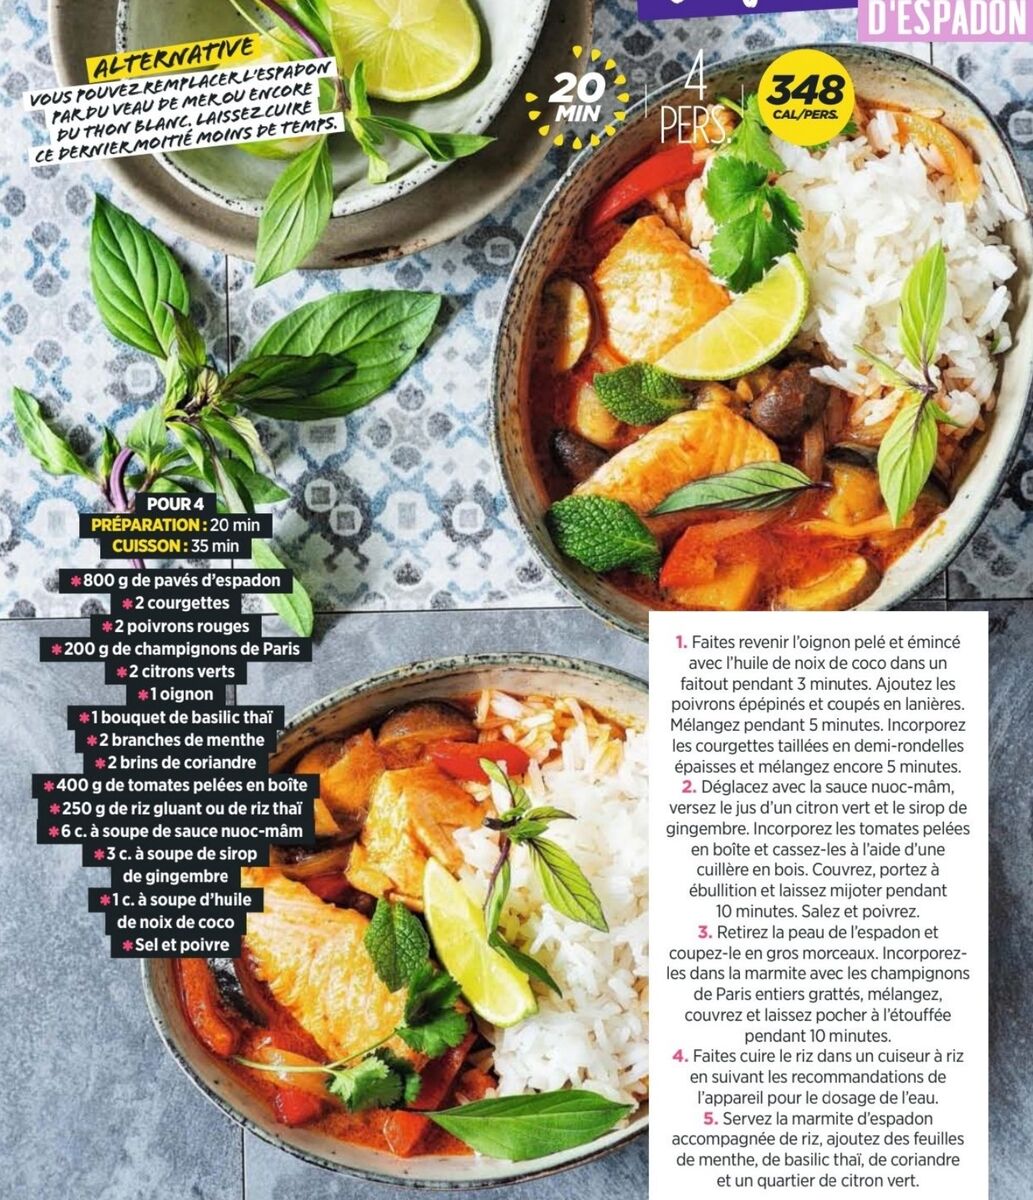 D'ESPADON
ALTERNATIVE
VOUS POUVEZ REMPLACER L'ESPADON
PAR DU VEAU DE MER OU ENCORE
DU THON BLANC. LAISSEZ CUIRE
CE DERNIER MOITIÉ MOINS DE TEMPS.
20
MIN
4
PERS.
348
CAL/PERS.
POUR 4
PRÉPARATION : 20 min
CUISSON : 35 min
*800 g de pavés d'espadon
*2 courgettes
*2 poivrons rouges
*200 g de champignons de Paris
*2 citrons verts
*1 oignon
*1 bouquet de basilic thaï
*2 branches de menthe
*2 brins de coriandre
*400 g de tomates pelées en boîte
*250 g de riz gluant ou de riz thaï
*6 c. à soupe de sauce nuoc-mâm
*3 c. à soupe de sirop
de gingembre
*1 c. à soupe d'huile
de noix de coco
*Sel et poivre
1. Faites revenir l'oignon pelé et émincé
avec l'huile de noix de coco dans un
faitout pendant 3 minutes. Ajoutez les
poivrons épépinés et coupés en lanières.
Mélangez pendant 5 minutes. Incorporez
les courgettes taillées en demi-rondelles
épaisses et mélangez encore 5 minutes.
2. Déglacez avec la sauce nuoc-mâm,
versez le jus d'un citron vert et le sirop de
gingembre. Incorporez les tomates pelées
en boîte et cassez-les à l'aide d'une
cuillère en bois. Couvrez, portez à
ébullition et laissez mijoter pendant
10 minutes. Salez et poivrez.
3. Retirez la peau de l'espadon et
coupez-le en gros morceaux. Incorporez-
les dans la marmite avec les champignons
de Paris entiers grattés, mélangez,
couvrez et laissez pocher à l'étouffée
pendant 10 minutes.
4. Faites cuire le riz dans un cuiseur à riz
en suivant les recommandations de
l'appareil pour le dosage de l'eau.
5. Servez la marmite d'espadon
accompagnée de riz, ajoutez des feuilles
de menthe, de basilic thaï, de coriandre
et un quartier de citron vert.